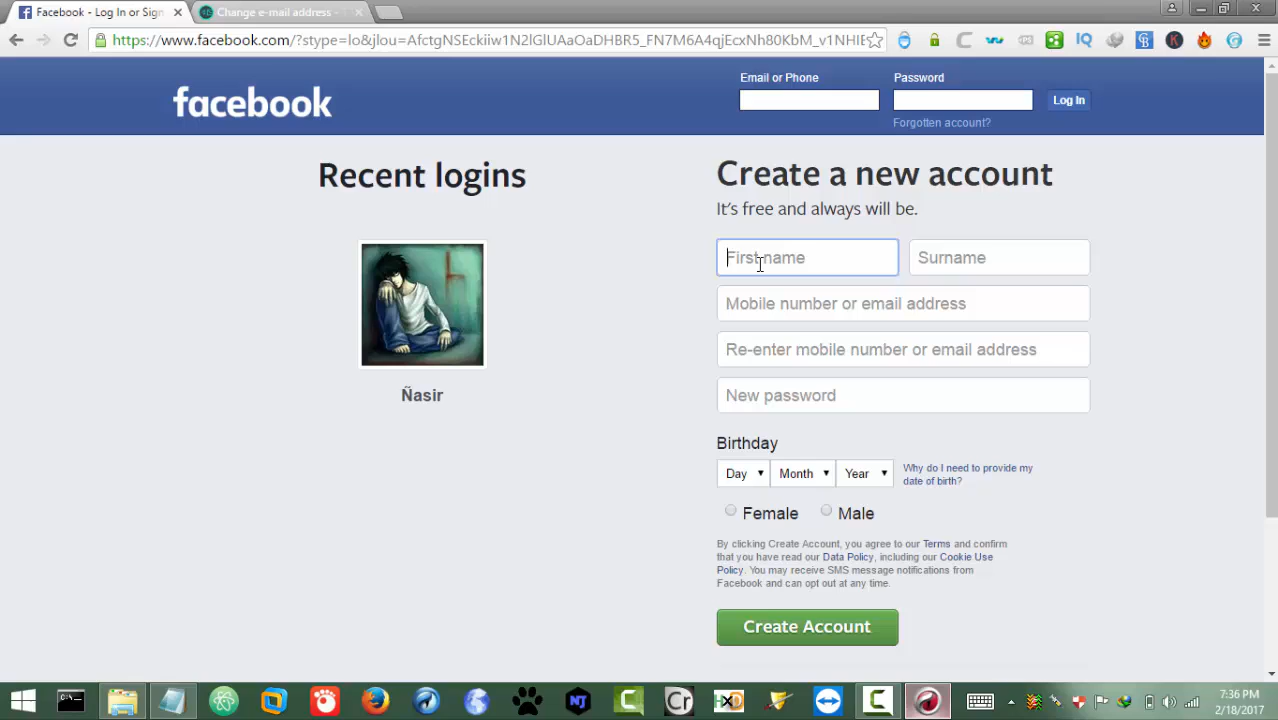 Facebook - Log In or Sign
Change e-mail address -
https://www.facebook.com/?stype=lo&jlou=AfctgNSEckiiw1N2lGlUAaOaDHBR5_FN7M6A4qjEcxNh80KbM_v1NHIE
facebook
Email or Phone
Password
Log In
Forgotten account?
Recent logins
Ñasir
Create a new account
It's free and always will be.
First name
Surname
Mobile number or email address
Re-enter mobile number or email address
New password
Birthday
Day
Month
Year
Why do I need to provide my
date of birth?
Female
Male
By clicking Create Account, you agree to our Terms and confirm
that you have read our Data Policy, including our Cookie Use
Policy. You may receive SMS message notifications from
Facebook and can opt out at any time.
Create Account
7:36 PM
2/18/2017